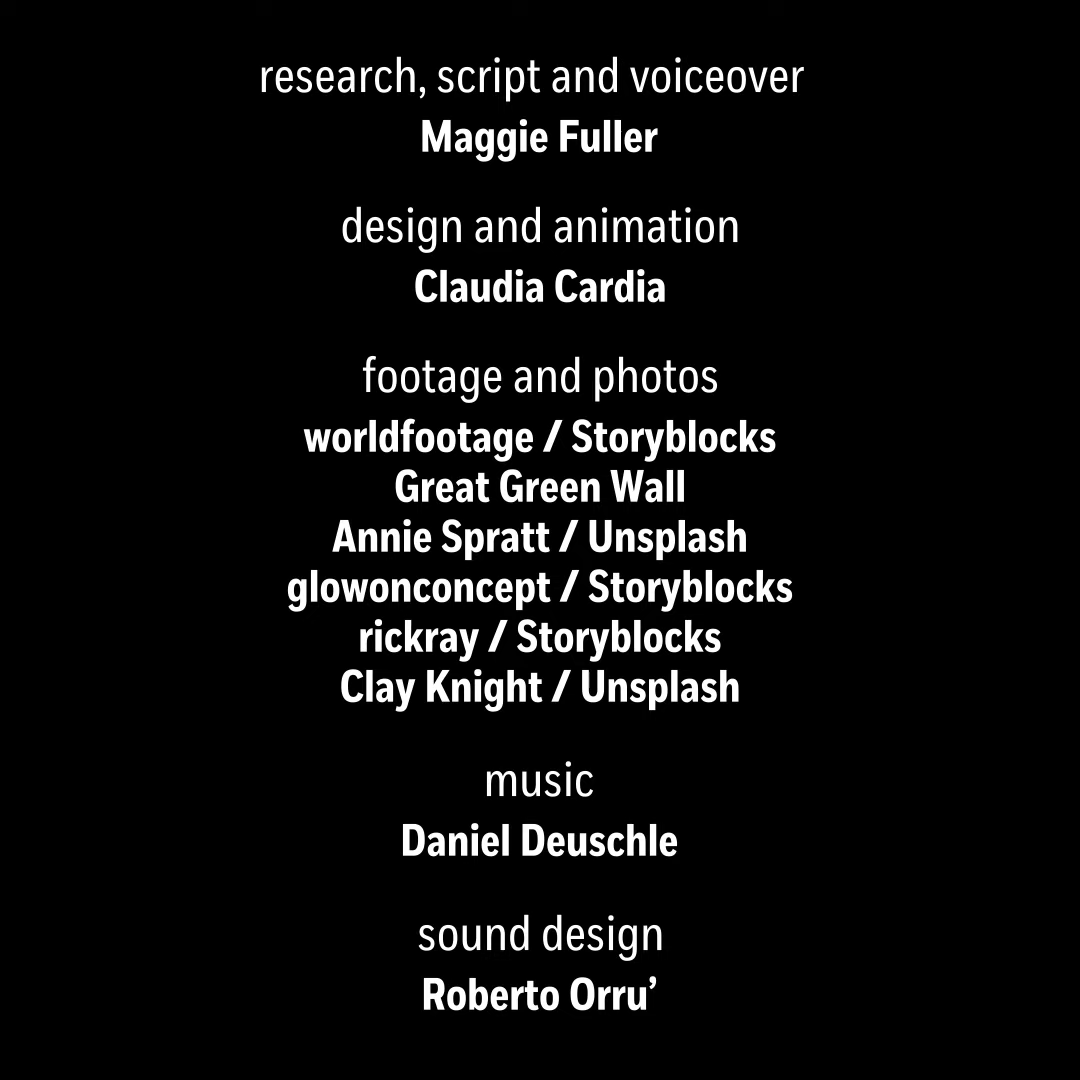 research, script and voiceover
Maggie Fuller
design and animation
Claudia Cardia
footage and photos
worldfootage / Storyblocks
Great Green Wall
Annie Spratt / Unsplash
glowonconcept / Storyblocks
rickray / Storyblocks
Clay Knight / Unsplash
music
Daniel Deuschle
sound design
Roberto Orru’